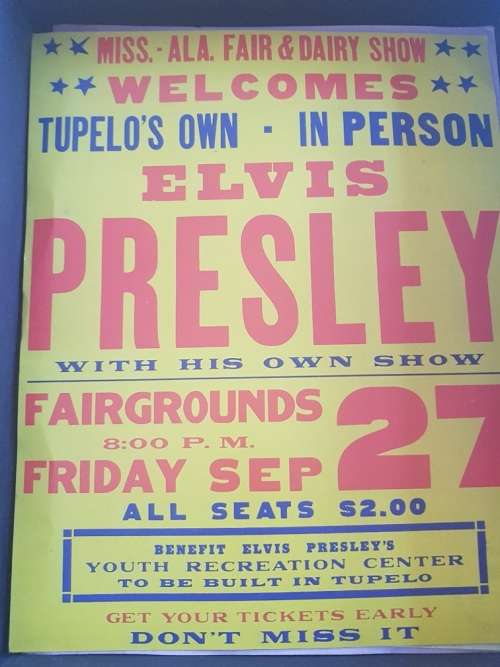 MISS.-ALA. FAIR & DAIRY SHOW
WELCOMES
TUPELO'S OWN - IN PERSON
ELVIS
PRESLEY
WITH HIS OWN SHOW
FAIRGROUNDS
8:00 P. M.
FRIDAY SEP 27
ALL SEATS $2.00
BENEFIT ELVIS PRESLEY'S
YOUTH RECREATION CENTER
TO BE BUILT IN TUPELO
GET YOUR TICKETS EARLY
DON'T MISS IT